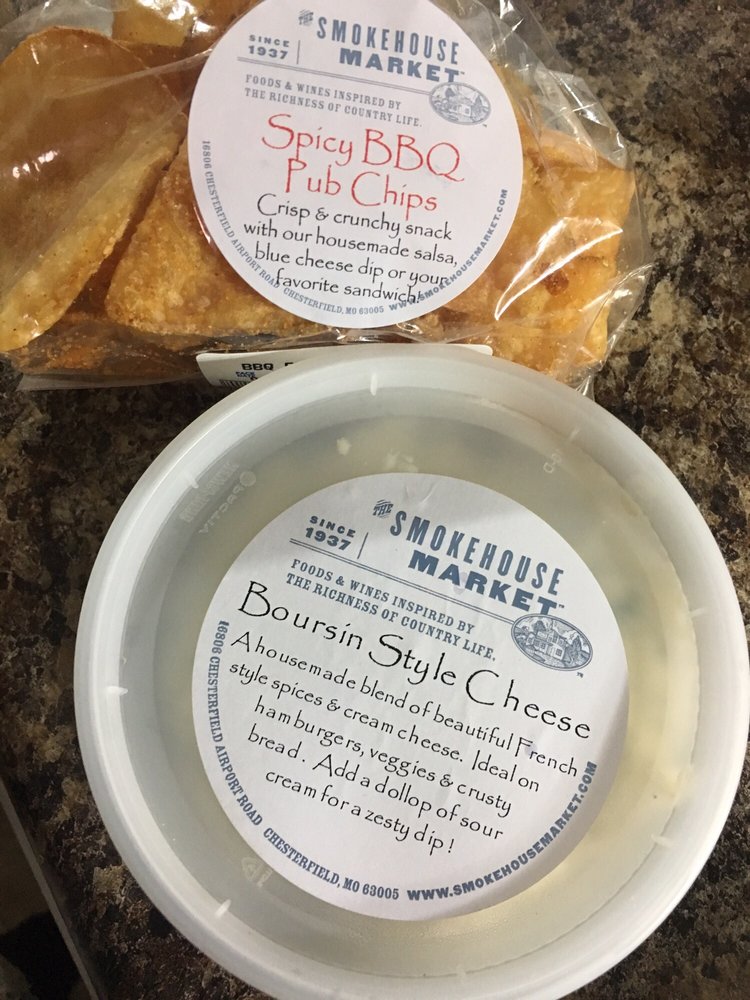 THE SMOKEHOUSE
SINCE 1937
MARKET™
FOODS & WINES INSPIRED BY
THE RICHNESS OF COUNTRY LIFE.
Spicy BBQ
Pub Chips
Crisp & crunchy snack
with our housemade salsa,
blue cheese dip or your
favorite sandwich!
16806 CHESTERFIELD AIRPORT ROAD CHESTERFIELD, MO 63005 WWW.SMOKEHOUSEMARKET.COM
BBQ
PACTIV
THE SMOKEHOUSE
SINCE 1937
MARKET™
FOODS & WINES INSPIRED BY
THE RICHNESS OF COUNTRY LIFE.
Boursin Style Cheese
A housemade blend of beautiful French
style spices & cream cheese. Ideal on
hamburgers, veggies & crusty
bread. Add a dollop of sour
cream for a zesty dip!
16806 CHESTERFIELD AIRPORT ROAD CHESTERFIELD, MO 63005 WWW.SMOKEHOUSEMARKET.COM